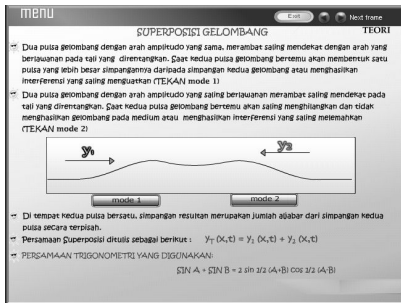 menu
Exit
Next frame
TEORI
SUPERPOSISI GELOMBANG
Dua pulsa gelombang dengan arah amplitudo yang sama, merambat saling mendekat dengan arah yang
berlawanan pada tali yang direntangkan. Saat kedua pulsa gelombang bertemu akan membentuk satu
pulsa yang lebih besar simpangannya daripada simpangan kedua gelombang atau menghasilkan
interferensi yang saling menguatkan (TEKAN mode 1)
Dua pulsa gelombang dengan arah amplitudo yang saling berlawanan merambat saling mendekat pada
tali yang direntangkan. Saat kedua pulsa gelombang bertemu akan saling menghilangkan dan tidak
menghasilkan gelombang pada medium atau menghasilkan interferensi yang saling melemahkan
(TEKAN mode 2)
y₂
mode 1
mode 2
Di tempat kedua pulsa bersatu, simpangan resultan merupakan jumlah aljabar dari simpangan kedua
pulsa secara terpisah.
Persamaan Superposisi ditulis sebagai berikut : y_T (x,t) = y₁ (x,t) + y₂ (x,t)
PERSAMAAN TRIGONOMETRI YANG DIGUNAKAN:
SIN A + SIN B = 2 sin 1/2 (A+B) cos 1/2 (A-B)